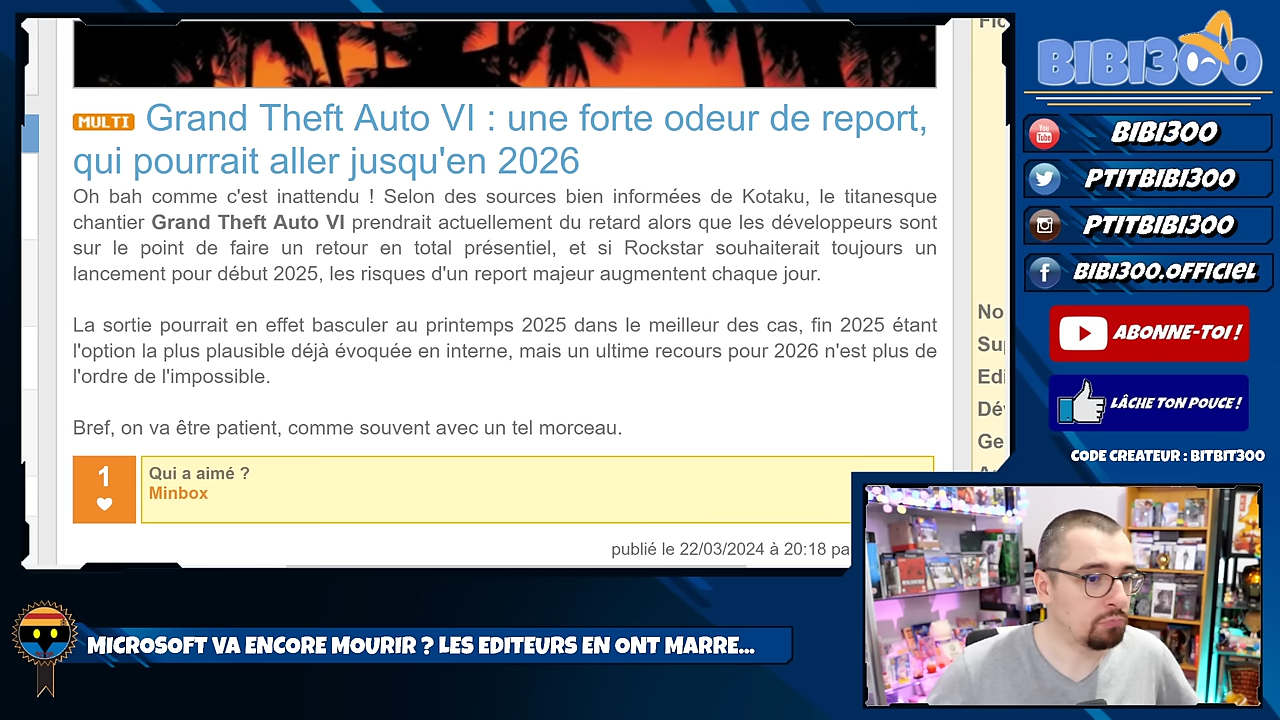 MULTI Grand Theft Auto VI : une forte odeur de report,
qui pourrait aller jusqu'en 2026
Oh bah comme c'est inattendu ! Selon des sources bien informées de Kotaku, le titanesque
chantier Grand Theft Auto VI prendrait actuellement du retard alors que les développeurs sont
sur le point de faire un retour en total présentiel, et si Rockstar souhaiterait toujours un
lancement pour début 2025, les risques d'un report majeur augmentent chaque jour.
La sortie pourrait en effet basculer au printemps 2025 dans le meilleur des cas, fin 2025 étant
l'option la plus plausible déjà évoquée en interne, mais un ultime recours pour 2026 n'est plus de
l'ordre de l'impossible.
Bref, on va être patient, comme souvent avec un tel morceau.
1
Qui a aimé ?
Minbox
publié le 22/03/2024 à 20:18 pa
No
Su
Edi
Dév
Ge
BIBI300
You Tube BIBI300
PTITBIBI300
PTITBIBI300
BIBI300.OFFICIEL
ABONNE-TOI !
LÂCHE TON POUCE !
CODE CREATEUR : BITBIT300
MICROSOFT VA ENCORE MOURIR ? LES EDITEURS EN ONT MARRE...